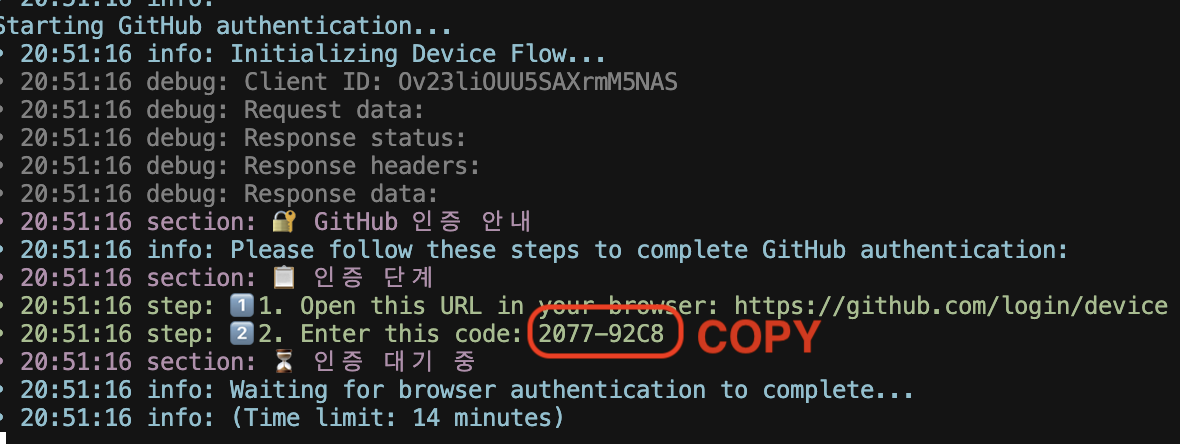 20:51:16 info:
Starting GitHub authentication...
• 20:51:16 info: Initializing Device Flow...
• 20:51:16 debug: Client ID: Ov23liOUU5SAXrmM5NAS
• 20:51:16 debug: Request data:
• 20:51:16 debug: Response status:
• 20:51:16 debug: Response headers:
• 20:51:16 debug: Response data:
• 20:51:16 section: 🔐 GitHub 인증 안내
• 20:51:16 info: Please follow these steps to complete GitHub authentication:
• 20:51:16 section: 📋 인증 단계
• 20:51:16 step: 1️⃣1. Open this URL in your browser: https://github.com/login/device
• 20:51:16 step: 2️⃣2. Enter this code: 2077-92C8 COPY
• 20:51:16 section: ⏳ 인증 대기 중
• 20:51:16 info: Waiting for browser authentication to complete...
• 20:51:16 info: (Time limit: 14 minutes)